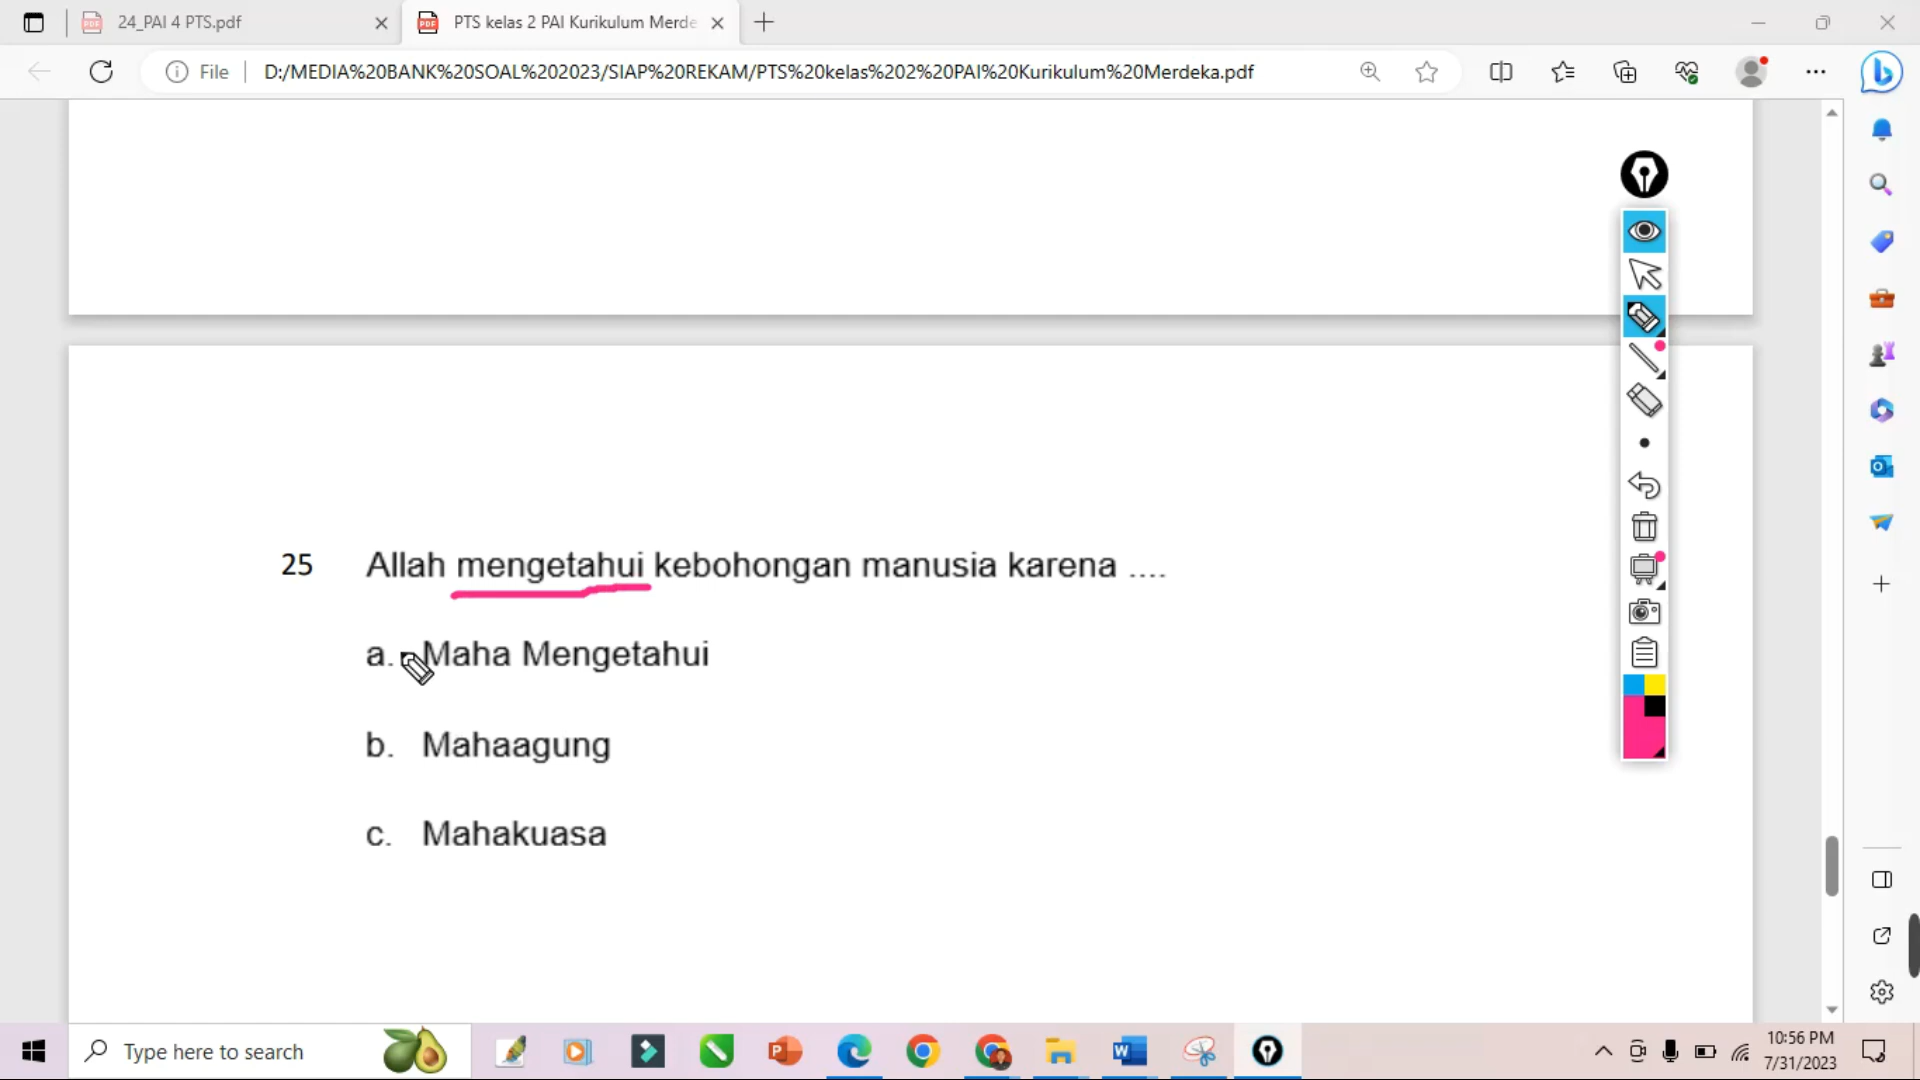 24_PAI 4 PTS.pdf
PTS kelas 2 PAI Kurikulum Merde
File
D:/MEDIA%20BANK%20SOAL%202023/SIAP%20REKAM/PTS%20kelas%202%20PAI%20Kurikulum%20Merdeka.pdf
25 Allah mengetahui kebohongan manusia karena ....
a. Maha Mengetahui
b. Mahaagung
c. Mahakuasa
Type here to search
10:56 PM
7/31/2023